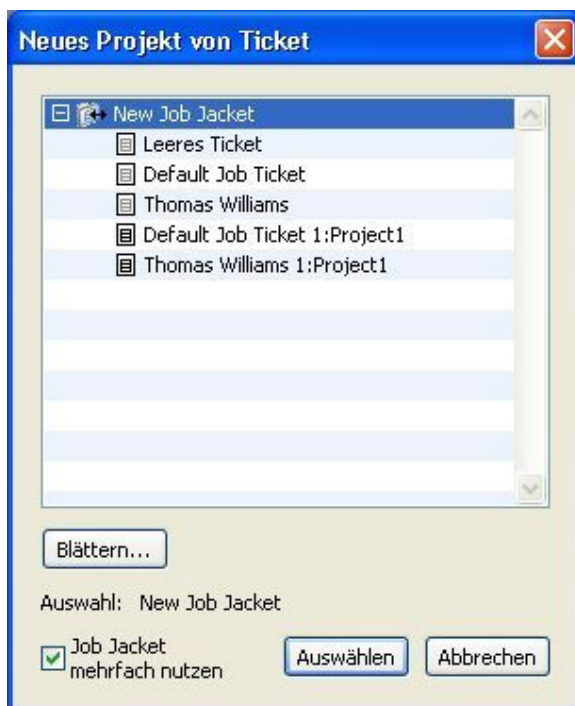 Neues Projekt von Ticket
New Job Jacket
Leeres Ticket
Default Job Ticket
Thomas Williams
Default Job Ticket 1:Project1
Thomas Williams 1:Project1
Blättern...
Auswahl: New Job Jacket
Job Jacket
mehrfach nutzen
Auswählen
Abbrechen